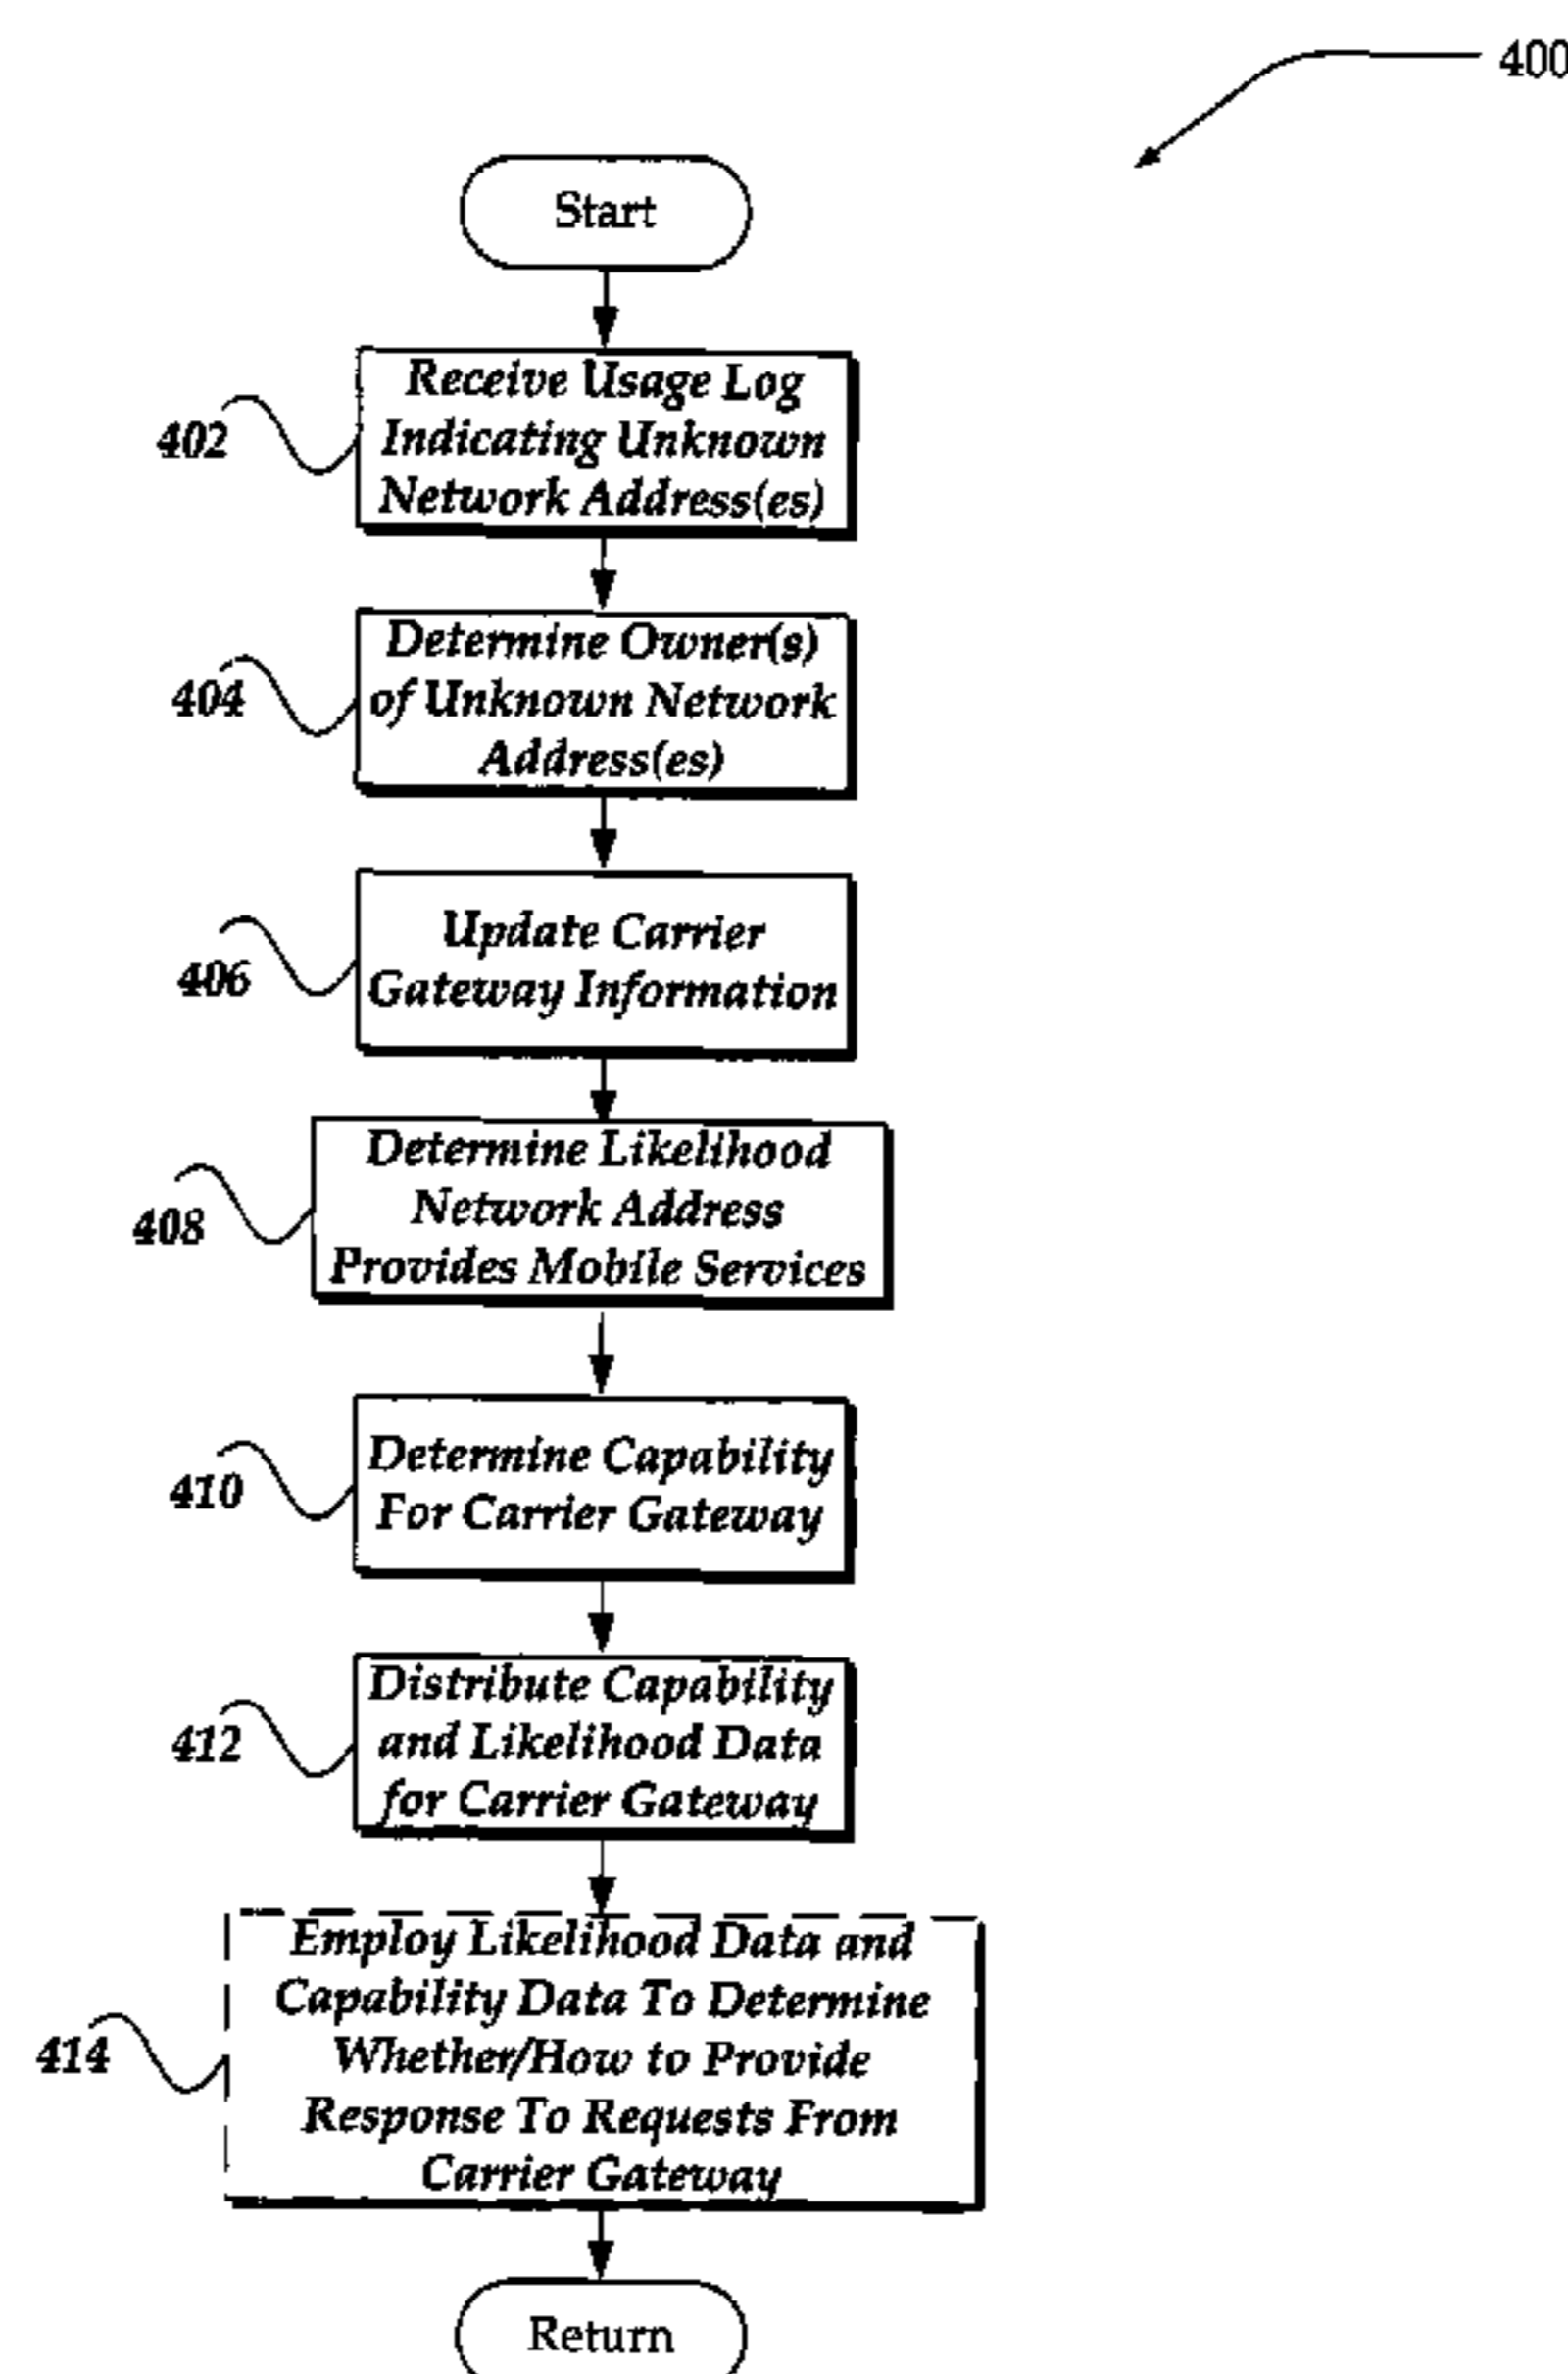 400
Start
402
Receive Usage Log
Indicating Unknown
Network Address(es)
404
Determine Owner(s)
of Unknown Network
Address(es)
406
Update Carrier
Gateway Information
408
Determine Likelihood
Network Address
Provides Mobile Services
410
Determine Capability
For Carrier Gateway
412
Distribute Capability
and Likelihood Data
for Carrier Gateway
414
Employ Likelihood Data and
Capability Data To Determine
Whether/How to Provide
Response To Requests From
Carrier Gateway
Return